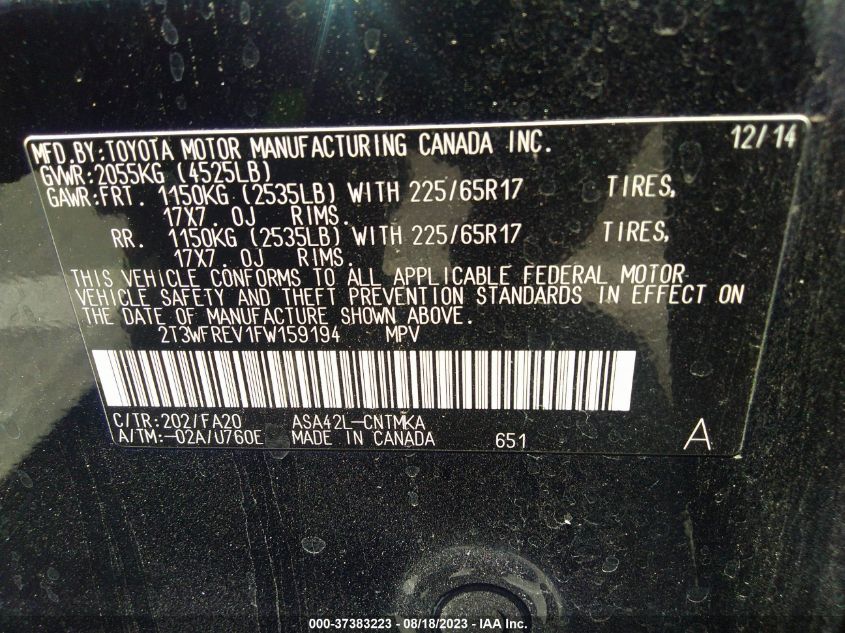 MFD.BY:TOYOTA MOTOR MANUFACTURING CANADA INC. 12/14
GVWR:2055KG (4525LB)
GAWR:FRT. 1150KG (2535LB) WITH 225/65R17 TIRES,
17X7.0J RIMS.
RR. 1150KG (2535LB) WITH 225/65R17 TIRES,
17X7.0J RIMS.
THIS VEHICLE CONFORMS TO ALL APPLICABLE FEDERAL MOTOR
VEHICLE SAFETY AND THEFT PREVENTION STANDARDS IN EFFECT ON
THE DATE OF MANUFACTURE SHOWN ABOVE.
2T3WFREV1FW159194 MPV
C/TR:202/FA20 ASA42L-CNTMKA
A/TM:-02A/U760E MADE IN CANADA 651 A
000-37383223 - 08/18/2023 - IAA Inc.